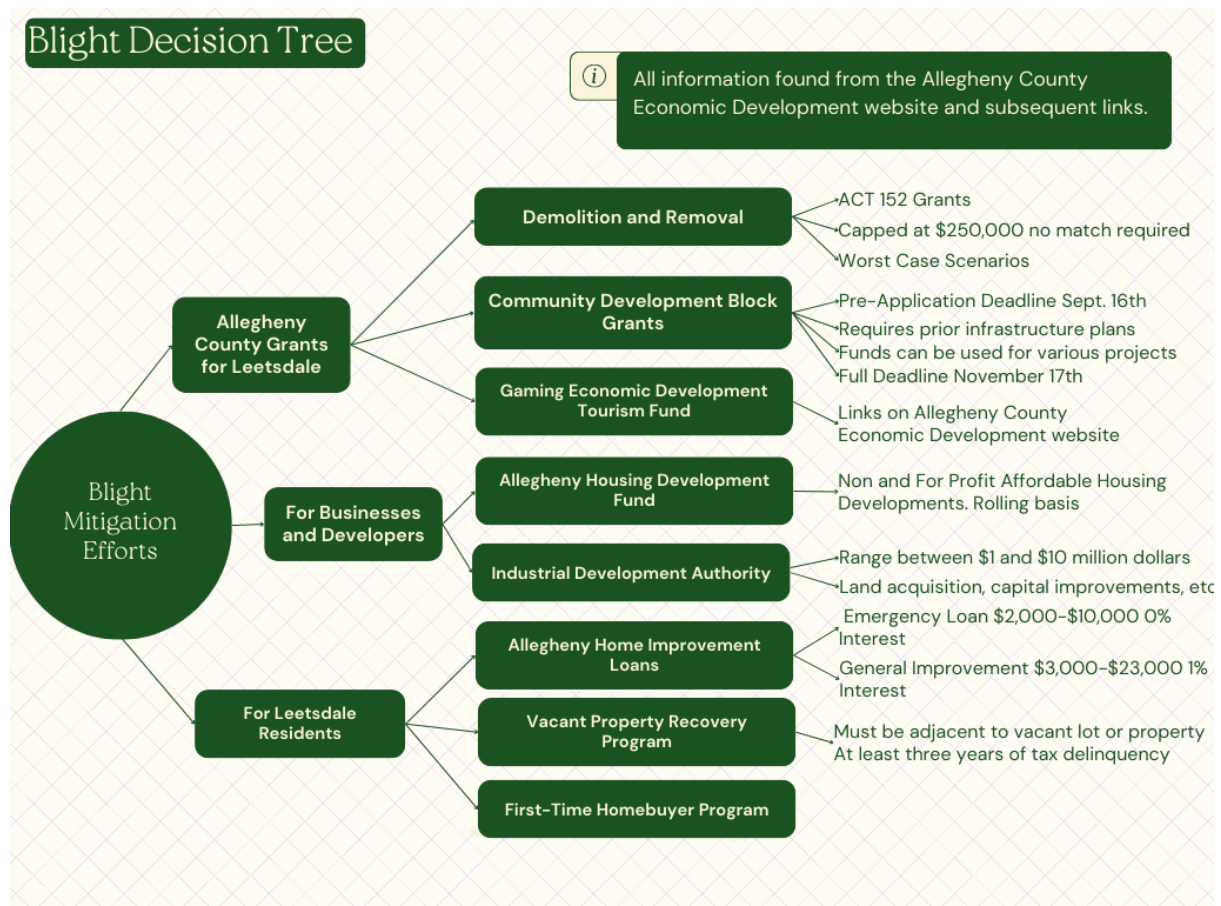 Blight Decision Tree
i
All information found from the Allegheny County
Economic Development website and subsequent links.
Blight
Mitigation
Efforts
Allegheny
County Grants
for Leetsdale
Demolition and Removal
ACT 152 Grants
Capped at $250,000 no match required
Worst Case Scenarios
Community Development Block
Grants
Pre-Application Deadline Sept. 16th
Requires prior infrastructure plans
Funds can be used for various projects
Full Deadline November 17th
Gaming Economic Development
Tourism Fund
Links on Allegheny County
Economic Development website
For Businesses
and Developers
Allegheny Housing Development
Fund
Non and For Profit Affordable Housing
Developments. Rolling basis
Industrial Development Authority
Range between $1 and $10 million dollars
Land acquisition, capital improvements, etc
For Leetsdale
Residents
Allegheny Home Improvement
Loans
Emergency Loan $2,000-$10,000 0%
Interest
General Improvement $3,000-$23,000 1%
Interest
Vacant Property Recovery
Program
Must be adjacent to vacant lot or property
At least three years of tax delinquency
First-Time Homebuyer Program